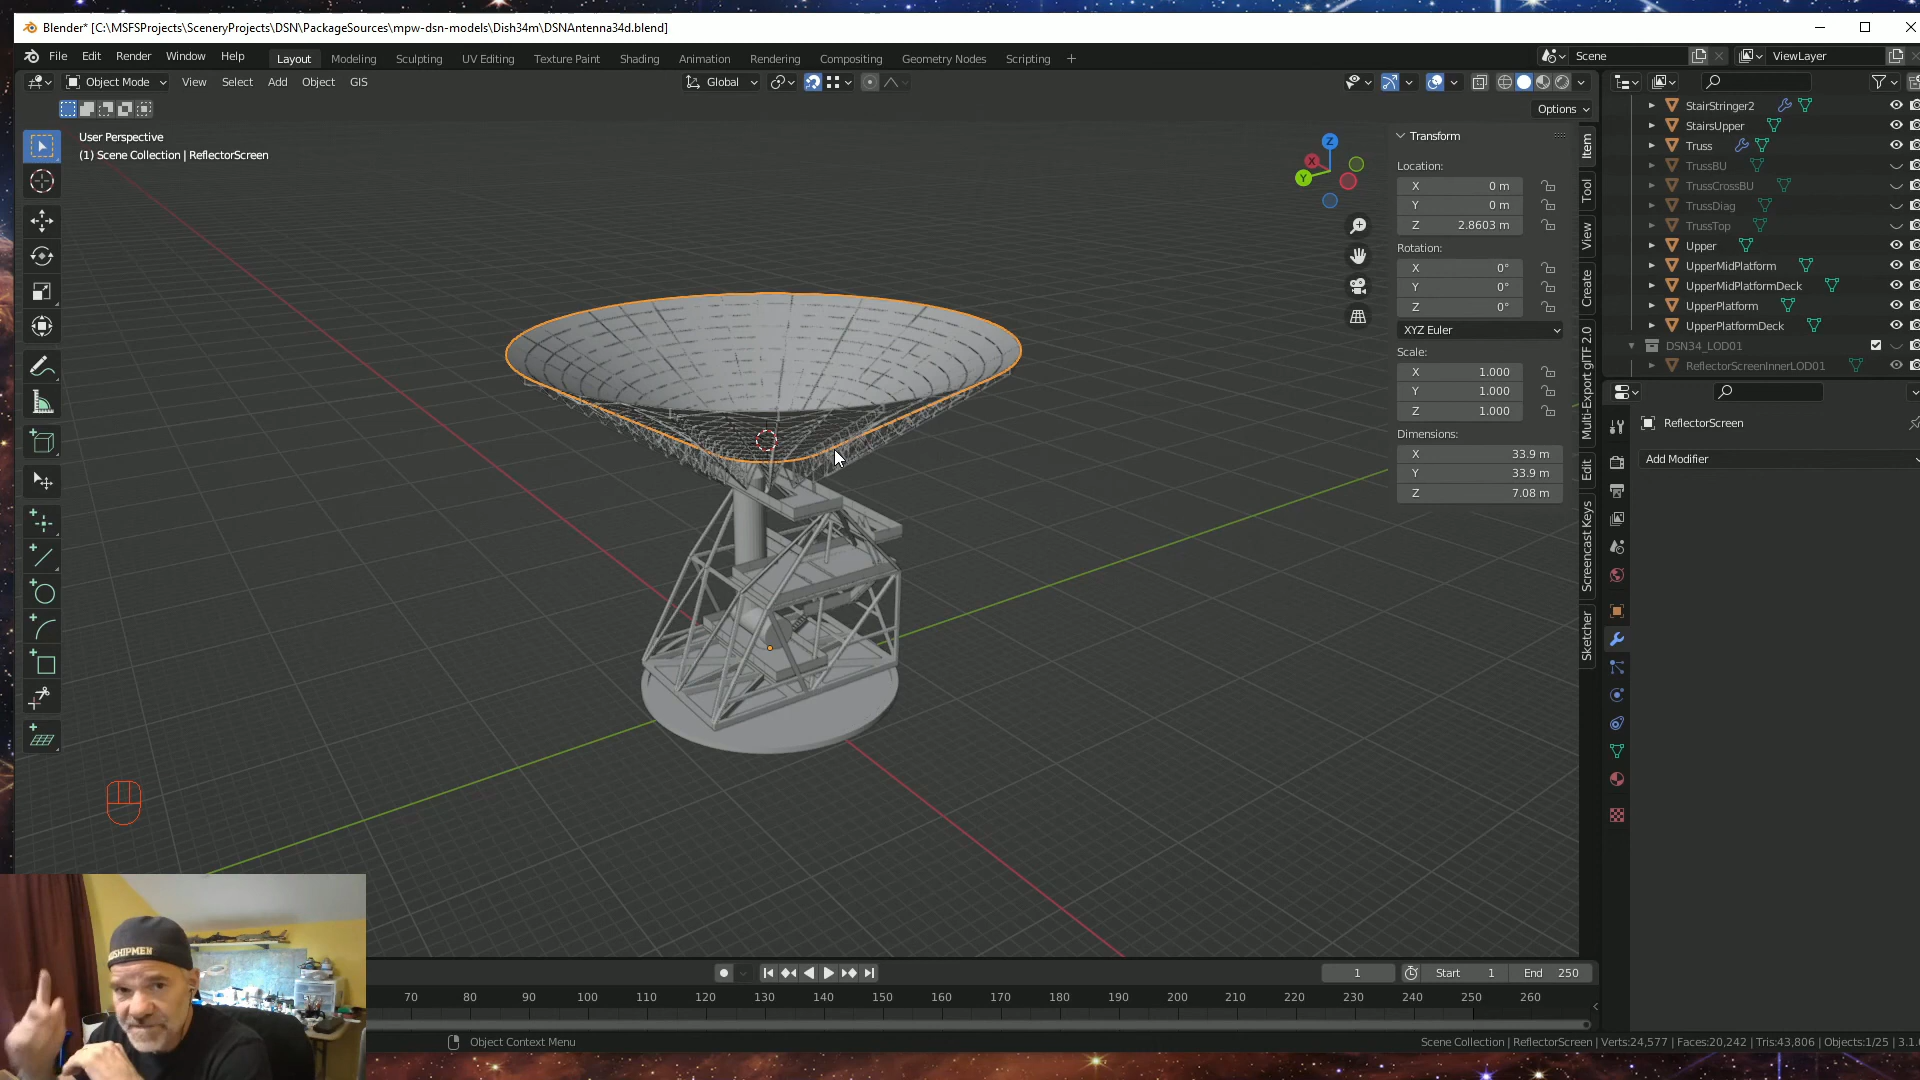 Blender* [C:\MSFSProjects\SceneryProjects\DSN\PackageSources\mpw-dsn-models\Dish34m\DSNAntenna34d.blend]
File Edit Render Window Help
Layout Modeling Sculpting UV Editing Texture Paint Shading Animation Rendering Compositing Geometry Nodes Scripting +
Scene
ViewLayer
Object Mode View Select Add Object GIS
Global
Options
User Perspective
(1) Scene Collection | ReflectorScreen
Transform
Location:
X 0 m
Y 0 m
Z 2.8603 m
Rotation:
X 0°
Y 0°
Z 0°
XYZ Euler
Scale:
X 1.000
Y 1.000
Z 1.000
Dimensions:
X 33.9 m
Y 33.9 m
Z 7.08 m
Item
Tool
View
Create
Multi-Export glTF 2.0
Edit
Screencast Keys
Sketcher
X
Y
Z
StairStringer2
StairsUpper
Truss
TrussBU
TrussCrossBU
TrussDiag
TrussTop
Upper
UpperMidPlatform
UpperMidPlatformDeck
UpperPlatform
UpperPlatformDeck
DSN34_LOD01
ReflectorScreenInnerLOD01
ReflectorScreen
Add Modifier
1 Start 1 End 250
70 80 90 100 110 120 130 140 150 160 170 180 190 200 210 220 230 240 250 260
Object Context Menu
Scene Collection | ReflectorScreen | Verts:24,577 | Faces:20,242 | Tris:43,806 | Objects:1/25 | 3.1.